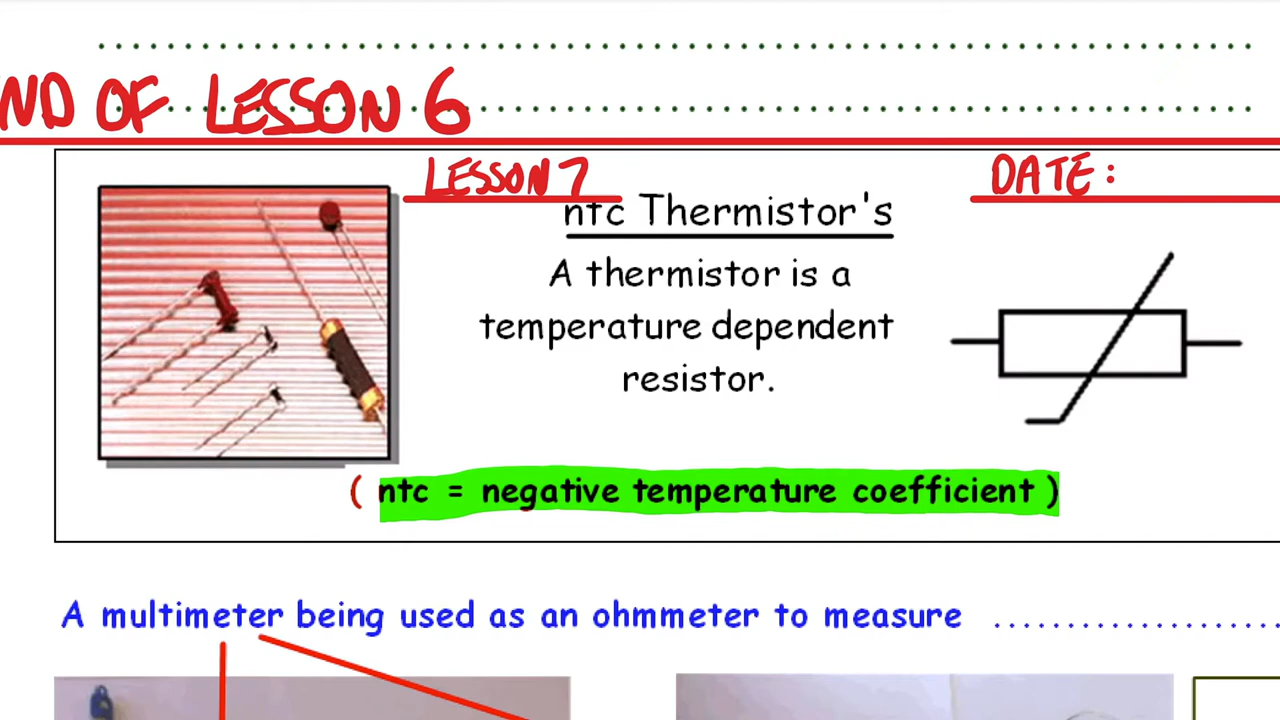 ND OF LESSON 6
LESSON 7
DATE:
ntc Thermistor's
A thermistor is a
temperature dependent
resistor.
( ntc = negative temperature coefficient )
A multimeter being used as an ohmmeter to measure ....................